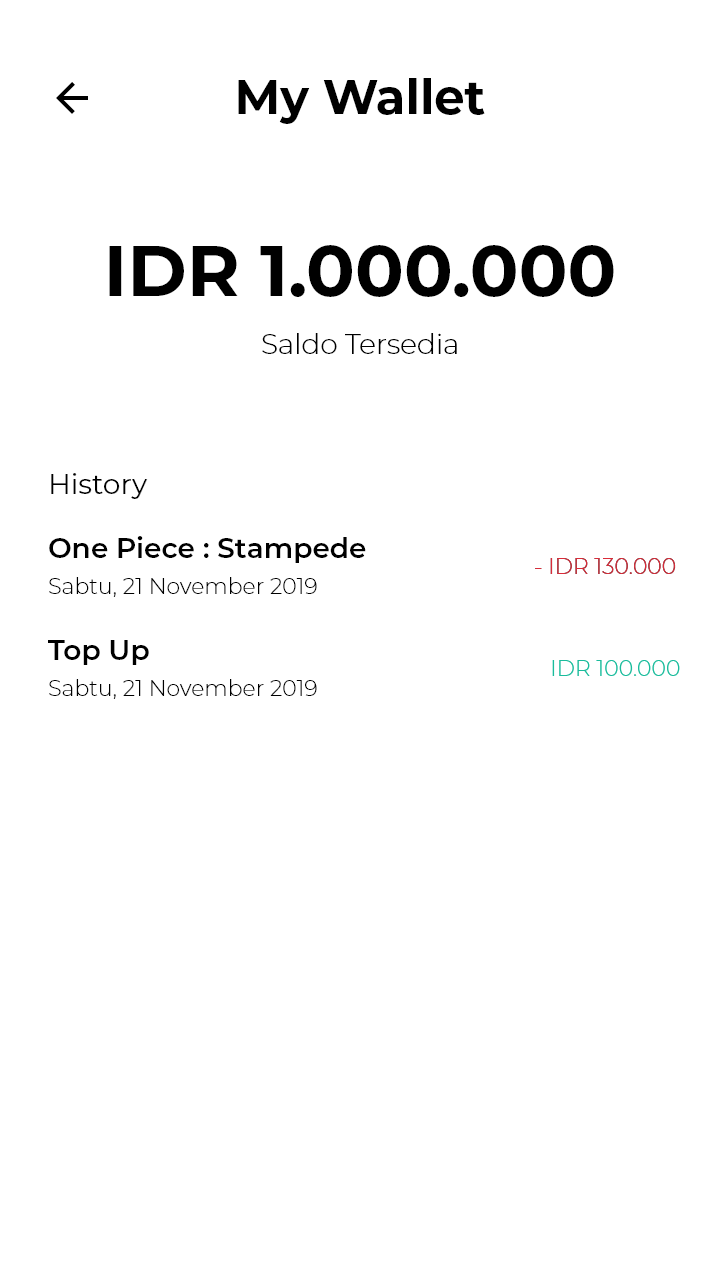 My Wallet
IDR 1.000.000
Saldo Tersedia
History
One Piece : Stampede
Sabtu, 21 November 2019
- IDR 130.000
Top Up
Sabtu, 21 November 2019
IDR 100.000